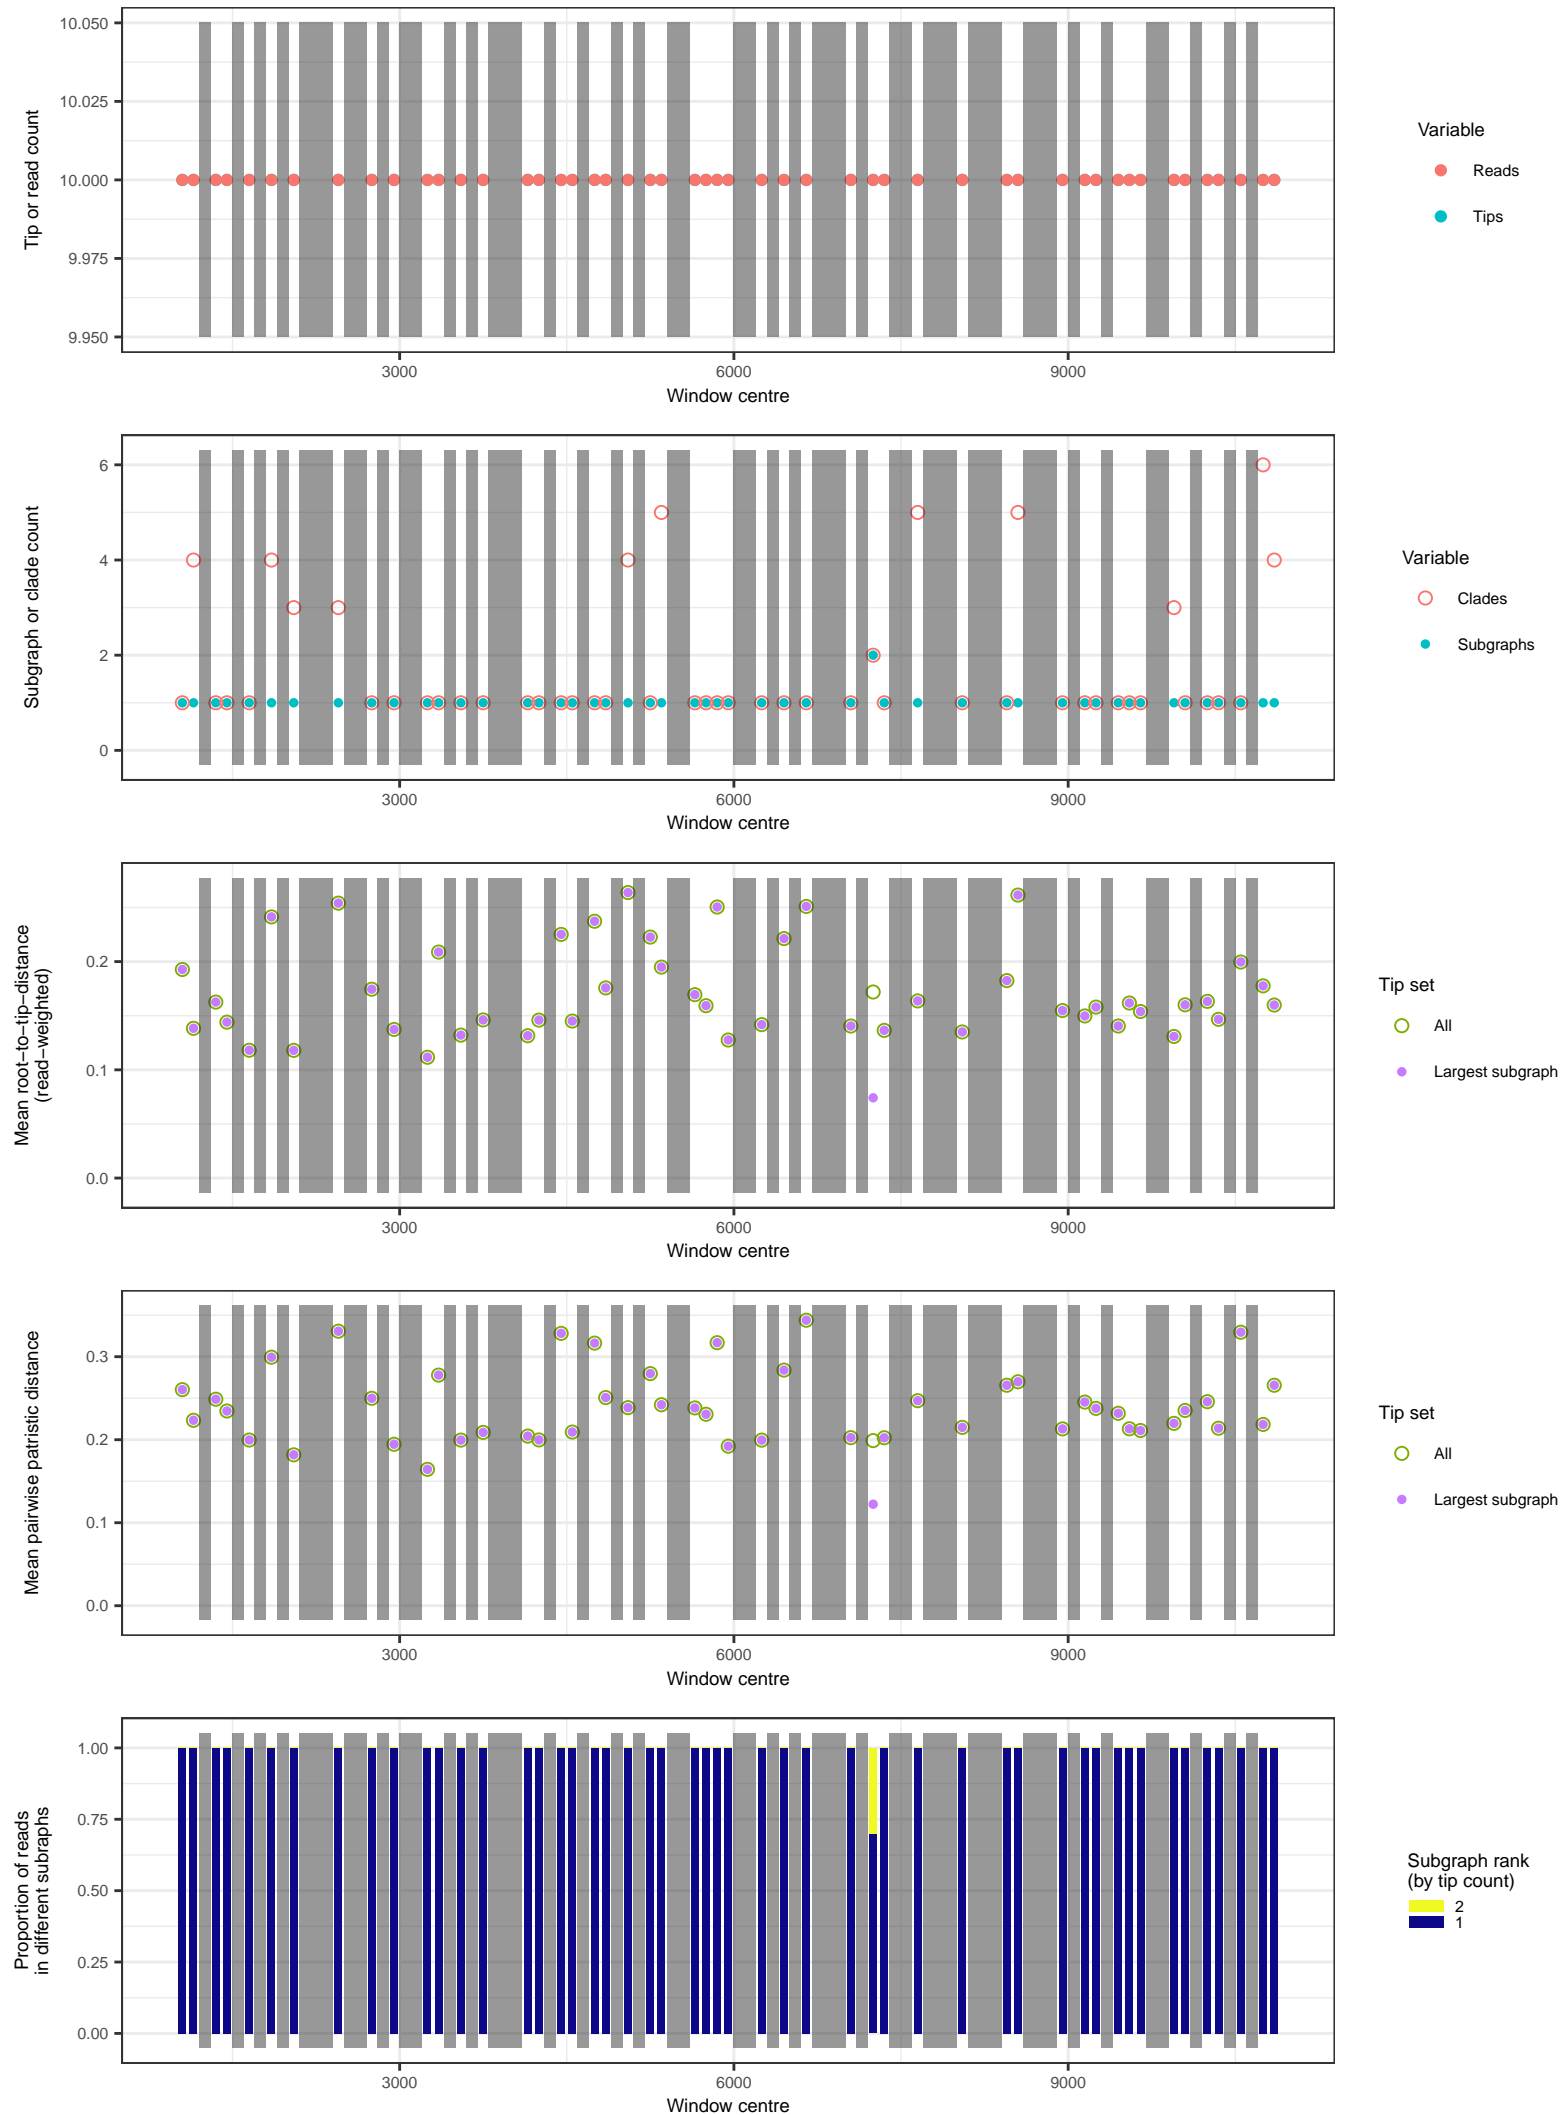 10.050
10.025
10.000
9.975
9.950
Tip or read count
3000
6000
9000
Window centre
Variable
Reads
Tips
6
4
2
0
Subgraph or clade count
3000
6000
9000
Window centre
Variable
Clades
Subgraphs
0.2
0.1
0.0
Mean root−to−tip−distance
(read−weighted)
3000
6000
9000
Window centre
Tip set
All
Largest subgraph
0.3
0.2
0.1
0.0
Mean pairwise patristic distance
3000
6000
9000
Window centre
Tip set
All
Largest subgraph
1.00
0.75
0.50
0.25
0.00
Proportion of reads
in different subraphs
3000
6000
9000
Window centre
Subgraph rank
(by tip count)
2
1